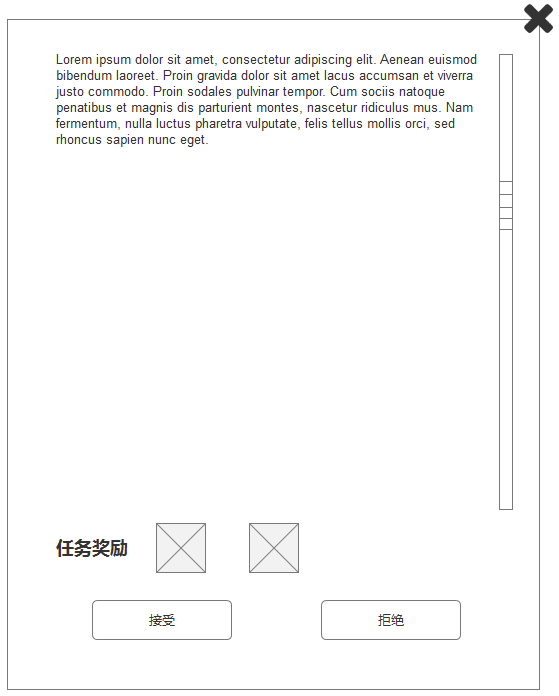 Lorem ipsum dolor sit amet, consectetur adipiscing elit. Aenean euismod
bibendum laoreet. Proin gravida dolor sit amet lacus accumsan et viverra
justo commodo. Proin sodales pulvinar tempor. Cum sociis natoque
penatibus et magnis dis parturient montes, nascetur ridiculus mus. Nam
fermentum, nulla luctus pharetra vulputate, felis tellus mollis orci, sed
rhoncus sapien nunc eget.
任务奖励
接受
拒绝